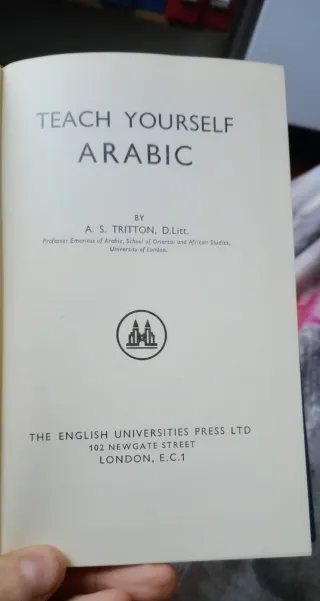 TEACH YOURSELF
ARABIC
BY
A. S. TRITTON, D.Litt.
Professor Emeritus of Arabic, School of Oriental and African Studies,
University of London.
THE ENGLISH UNIVERSITIES PRESS LTD
102 NEWGATE STREET
LONDON, E.C.1